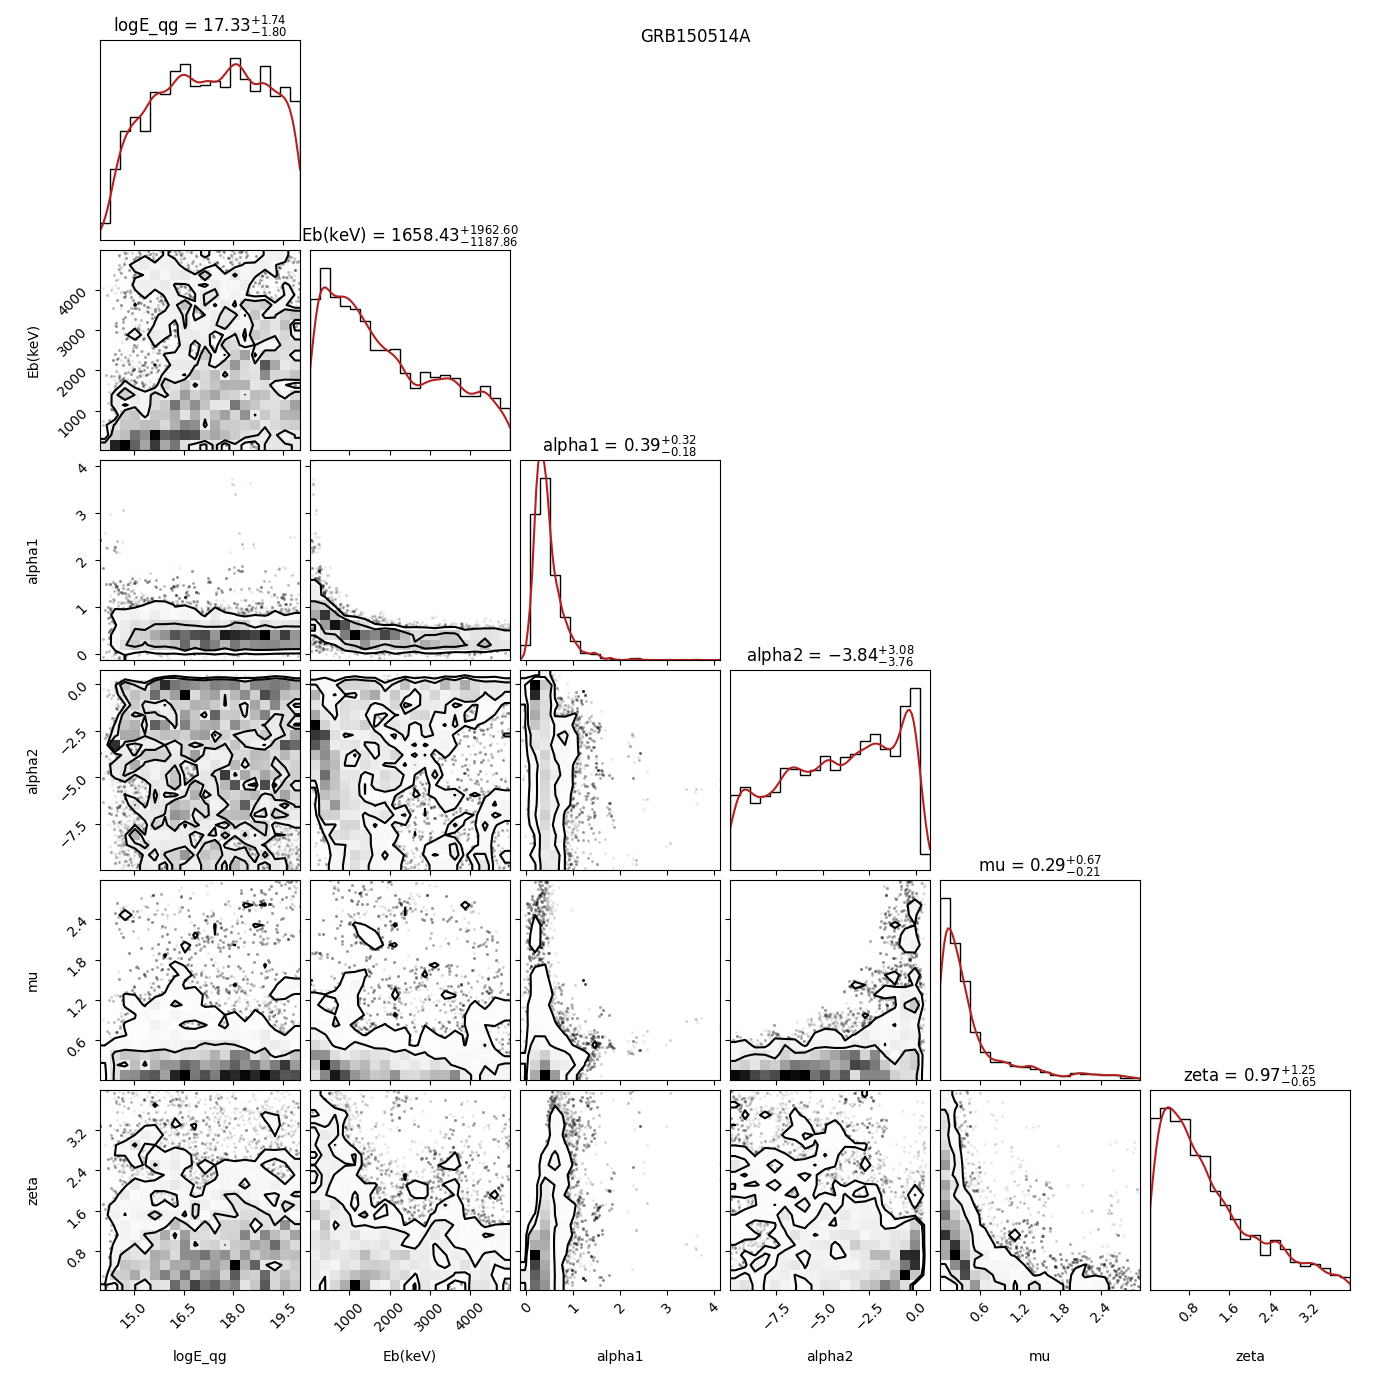 GRB150514A
logE_qg = 17.33+1.74 −1.80
Eb(keV) = 1658.43+1962.60 −1187.86
Eb(keV)
4000
3000
2000
1000
alpha1 = 0.39+0.32 −0.18
alpha1
4
3
2
1
0
alpha2 = −3.84+3.08 −3.76
alpha2
0.0
−2.5
−5.0
−7.5
mu = 0.29+0.67 −0.21
mu
2.4
1.8
1.2
0.6
zeta = 0.97+1.25 −0.65
zeta
3.2
2.4
1.6
0.8
15.0 16.5 18.0 19.5 1000 2000 3000 4000 0 1 2 3 4 −7.5 −5.0 −2.5 0.0 0.6 1.2 1.8 2.4 0.8 1.6 2.4 3.2
logE_qg Eb(keV) alpha1 alpha2 mu zeta